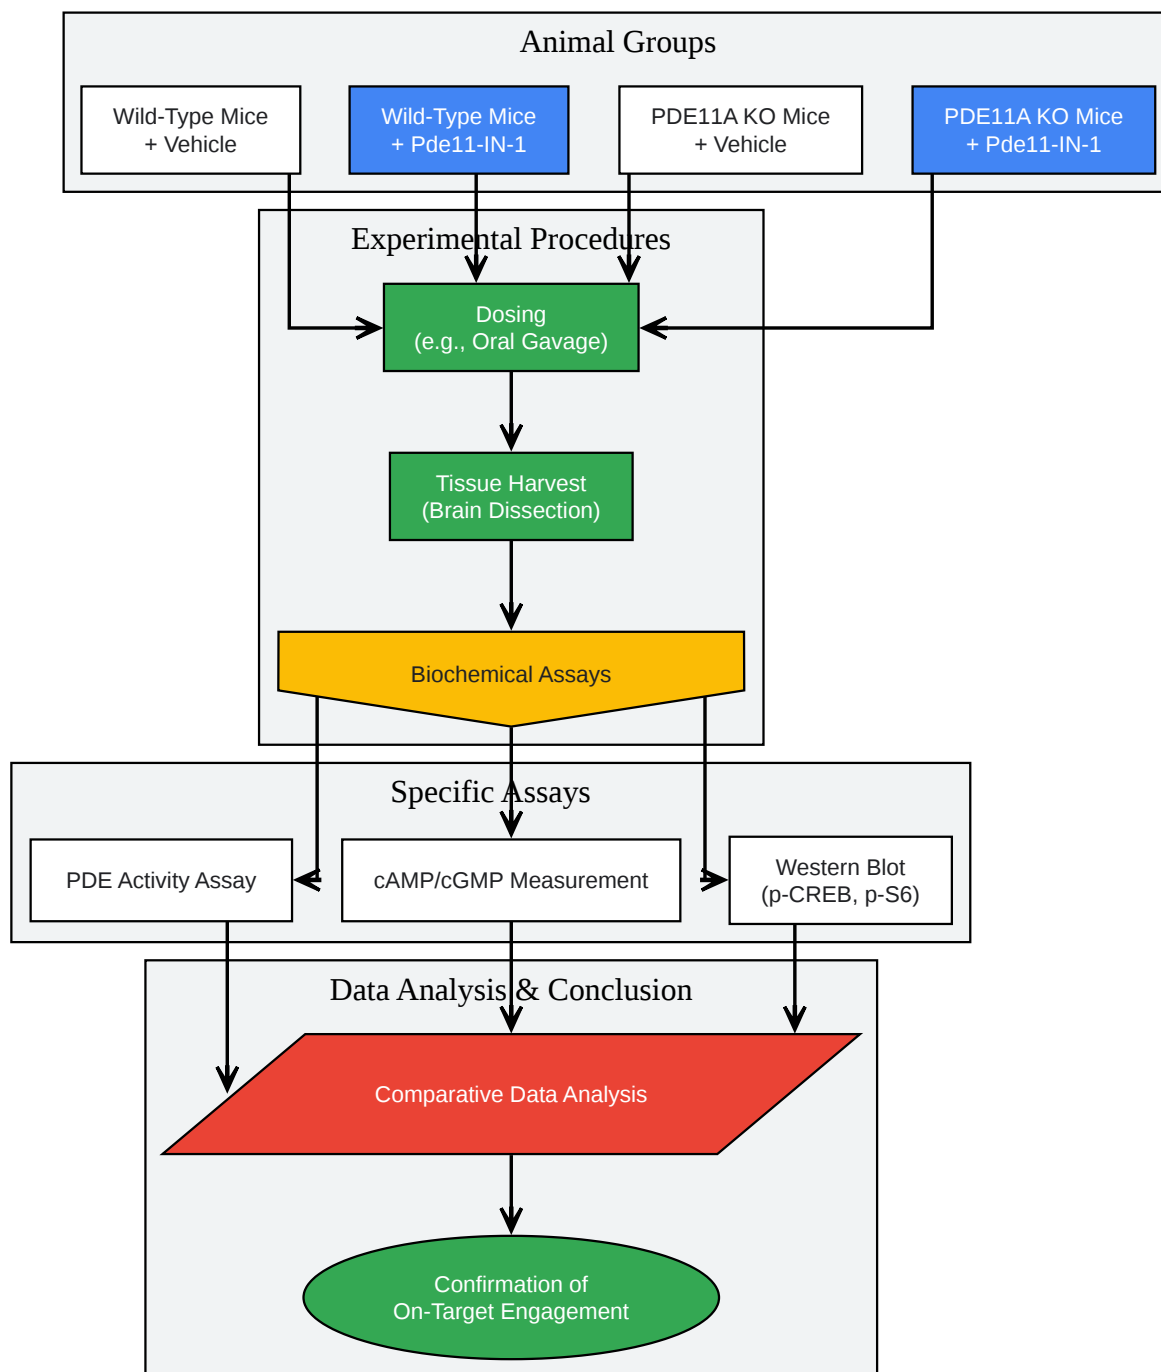 Animal Groups
Wild-Type Mice
+ Vehicle
Wild-Type Mice
+ Pde11-IN-1
PDE11A KO Mice
+ Vehicle
PDE11A KO Mice
+ Pde11-IN-1
Experimental Procedures
Dosing
(e.g., Oral Gavage)
Tissue Harvest
(Brain Dissection)
Biochemical Assays
Specific Assays
PDE Activity Assay
cAMP/cGMP Measurement
Western Blot
(p-CREB, p-S6)
Data Analysis & Conclusion
Comparative Data Analysis
Confirmation of
On-Target Engagement